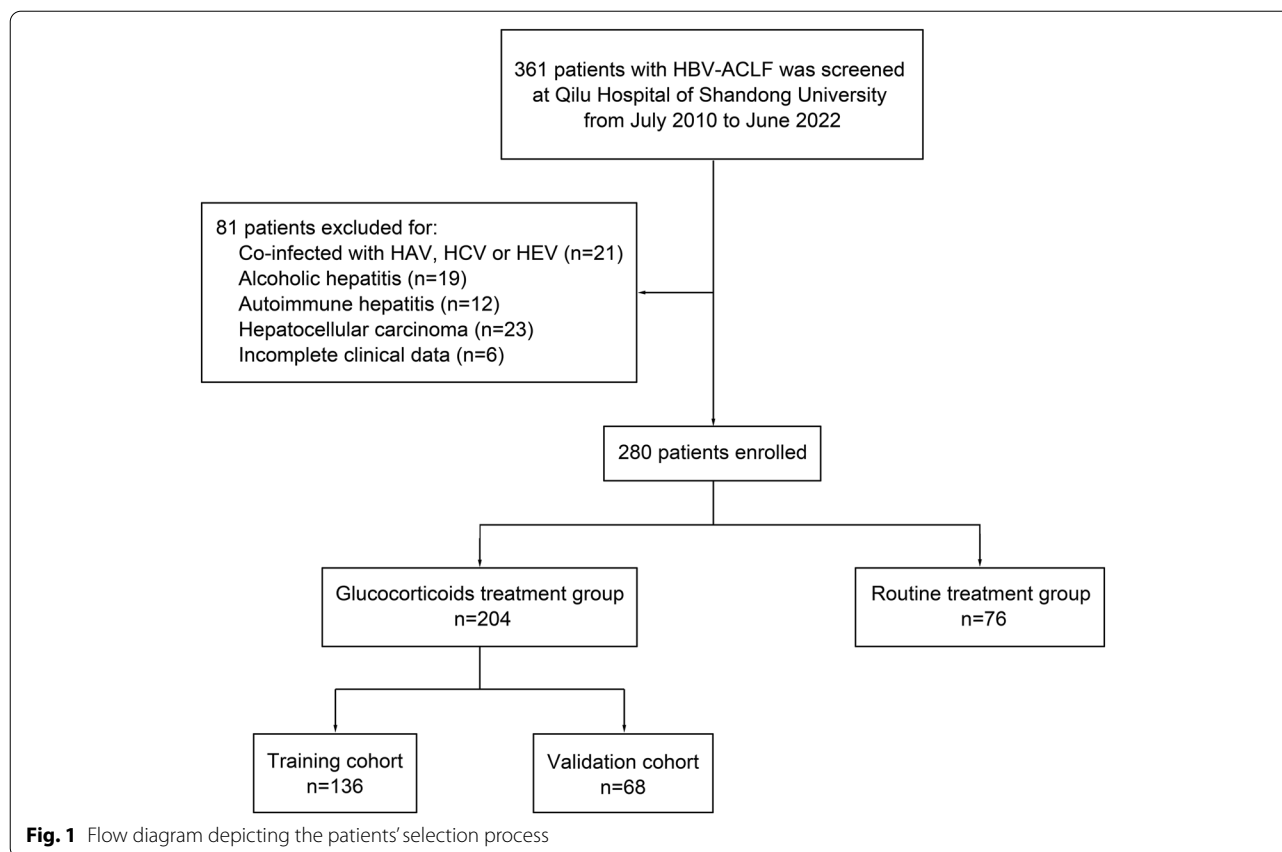 361 patients with HBV-ACLF was screened
at Qilu Hospital of Shandong University
from July 2010 to June 2022
81 patients excluded for:
Co-infected with HAV, HCV or HEV (n=21)
Alcoholic hepatitis (n=19)
Autoimmune hepatitis (n=12)
Hepatocellular carcinoma (n=23)
Incomplete clinical data (n=6)
280 patients enrolled
Glucocorticoids treatment group
n=204
Routine treatment group
n=76
Training cohort
n=136
Validation cohort
n=68
Fig. 1 Flow diagram depicting the patients' selection process